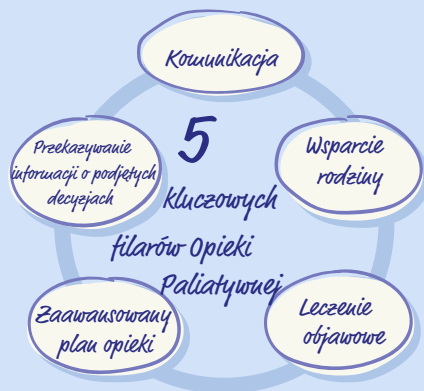 Komunikacja
5
kluczowych
filarów Opieki
Paliatywnej
Wsparcie
rodziny
Leczenie
objawowe
Zaawansowany
plan opieki
Przekazywanie
informacji o podjętych
decyzjach